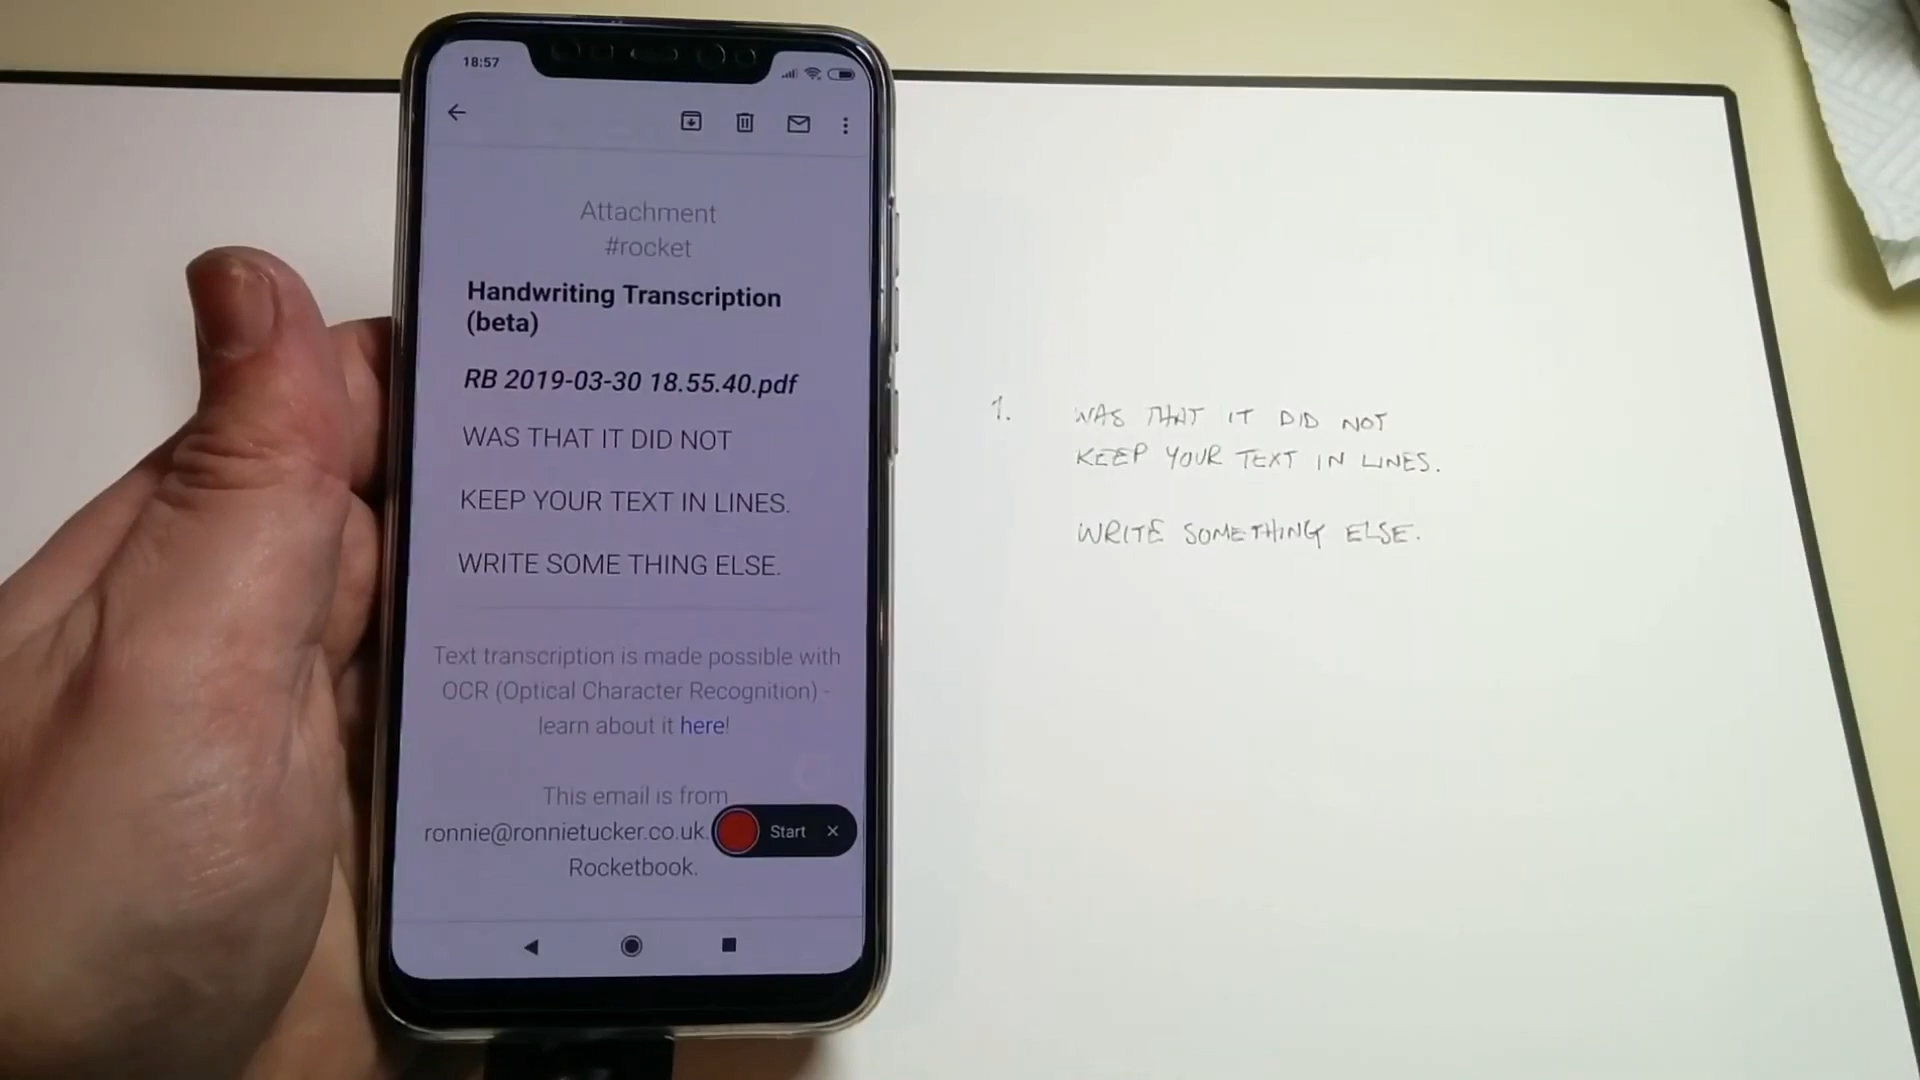 18:57
Attachment
#rocket
Handwriting Transcription
(beta)
RB 2019-03-30 18.55.40.pdf
WAS THAT IT DID NOT
KEEP YOUR TEXT IN LINES.
WRITE SOME THING ELSE.
Text transcription is made possible with
OCR (Optical Character Recognition) -
learn about it here!
This email is from
ronnie@ronnietucker.co.uk.
Start
Rocketbook.
1. WAS THAT IT DID NOT
KEEP YOUR TEXT IN LINES.
WRITE SOMETHING ELSE.